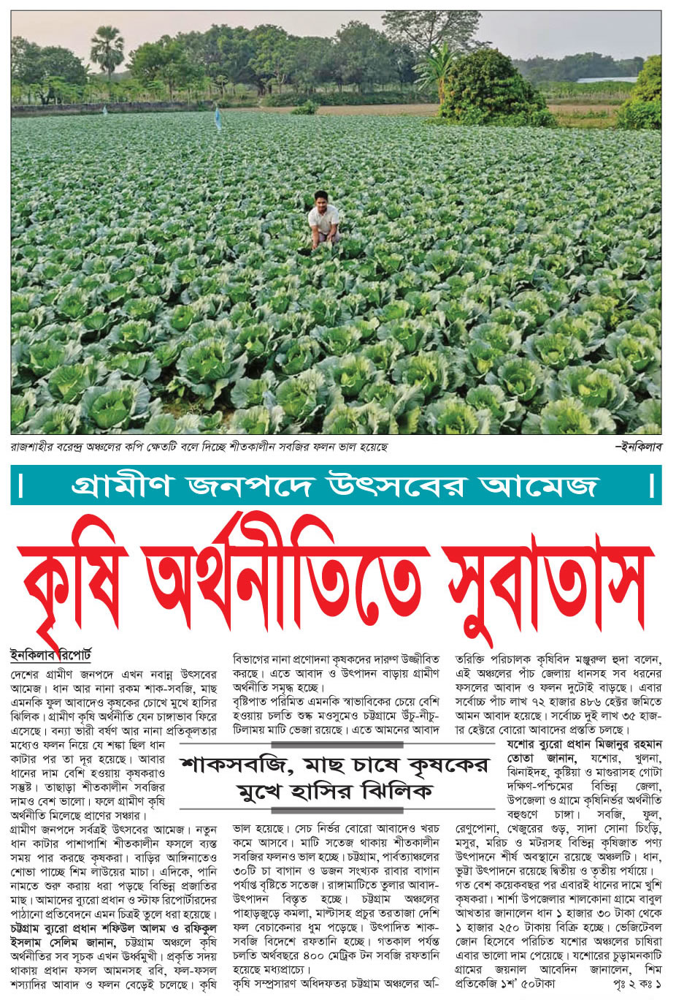 রাজশাহীর বরেন্দ্র অঞ্চলের কপি ক্ষেতটি বলে দিচ্ছে শীতকালীন সবজির ফলন ভাল হয়েছে
–ইনকিলাব
গ্রামীণ জনপদে উৎসবের আমেজ
কৃষি অর্থনীতিতে সুবাতাস
ইনকিলাব রিপোর্ট
দেশের গ্রামীণ জনপদে এখন নবান্ন উৎসবের
আমেজ। ধান আর নানা রকম শাক-সবজি, মাছ
এমনকি ফুল আবাদেও কৃষকের চোখে মুখে হাসির
ঝিলিক। গ্রামীণ কৃষি অর্থনীতি যেন চাঙ্গাভাব ফিরে
এসেছে। বন্যা ভারী বর্ষণ আর নানা প্রতিকূলতার
মধ্যেও ফলন নিয়ে যে শঙ্কা ছিল ধান
কাটার পর তা দূর হয়েছে। আবার
ধানের দাম বেশি হওয়ায় কৃষকরাও
সন্তুষ্ট। তাছাড়া শীতকালীন সবজির
দামও বেশ ভালো। ফলে গ্রামীণ কৃষি
অর্থনীতি মিলেছে প্রাণের সঞ্চার।
গ্রামীণ জনপদে সর্বত্রই উৎসবের আমেজ। নতুন
ধান কাটার পাশাপাশি শীতকালীন ফসলে ব্যস্ত
সময় পার করছে কৃষকরা। বাড়ির আঙ্গিনাতেও
শোভা পাচ্ছে শিম লাউয়ের মাচা। এদিকে, পানি
নামতে শুরু করায় ধরা পড়ছে বিভিন্ন প্রজাতির
মাছ। আমাদের ব্যুরো প্রধান ও স্টাফ রিপোর্টারদের
পাঠানো প্রতিবেদনে এমন চিত্রই তুলে ধরা হয়েছে।
চট্টগ্রাম ব্যুরো প্রধান শফিউল আলম ও রফিকুল
ইসলাম সেলিম জানান, চট্টগ্রাম অঞ্চলে কৃষি
অর্থনীতির সব সূচক এখন ঊর্ধ্বমুখী। প্রকৃতি সদয়
থাকায় প্রধান ফসল আমনসহ রবি, ফল-ফসল
শস্যাদির আবাদ ও ফলন বেড়েই চলেছে। কৃষি
বিভাগের নানা প্রণোদনা কৃষকদের দারুণ উজ্জীবিত
করছে। এতে আবাদ ও উৎপাদন বাড়ায় গ্রামীণ
অর্থনীতি সমৃদ্ধ হচ্ছে।
বৃষ্টিপাত পরিমিত এমনকি স্বাভাবিকের চেয়ে বেশি
হওয়ায় চলতি শুষ্ক মওসুমেও চট্টগ্রামে উঁচু-নীচু-
টিলাময় মাটি ভেজা রয়েছে। এতে আমনের আবাদ
শাকসবজি, মাছ চাষে কৃষকের
মুখে হাসির ঝিলিক
ভাল হয়েছে। সেচ নির্ভর বোরো আবাদেও খরচ
কমে আসবে। মাটি সতেজ থাকায় শীতকালীন
সবজির ফলনও ভাল হচ্ছে। চট্টগ্রাম, পার্বত্যাঞ্চলের
৩০টি চা বাগান ও ডজন সংখ্যক রাবার বাগান
পর্যাপ্ত বৃষ্টিতে সতেজ। রাঙ্গামাটিতে তুলার আবাদ-
উৎপাদন বিস্তৃত হচ্ছে। চট্টগ্রাম অঞ্চলের
পাহাড়জুড়ে কমলা, মাল্টাসহ প্রচুর তরতাজা দেশি
ফল বেচাকেনার ধুম পড়েছে। উৎপাদিত শাক-
সবজি বিদেশে রফতানি হচ্ছে। গতকাল পর্যন্ত
চলতি অর্থবছরে ৪০০ মেট্রিক টন সবজি রফতানি
হয়েছে মধ্যপ্রাচ্যে।
কৃষি সম্প্রসারণ অধিদফতর চট্টগ্রাম অঞ্চলের অ-
তিরিক্ত পরিচালক কৃষিবিদ মঞ্জুরুল হুদা বলেন,
এই অঞ্চলের পাঁচ জেলায় ধানসহ সব ধরনের
ফসলের আবাদ ও ফলন দুটোই বাড়ছে। এবার
সর্বোচ্চ পাঁচ লাখ ৭২ হাজার ৪৮৬ হেক্টর জমিতে
আমন আবাদ হয়েছে। সর্বোচ্চ দুই লাখ ৩৫ হাজ-
ার হেক্টরে বোরো আবাদের প্রস্ততি চলছে।
যশোর ব্যুরো প্রধান মিজানুর রহমান
তোতা জানান, যশোর, খুলনা,
ঝিনাইদহ, কুষ্টিয়া ও মাগুরাসহ গোটা
দক্ষিণ-পশ্চিমের বিভিন্ন জেলা,
উপজেলা ও গ্রামে কৃষিনির্ভর অর্থনীতি
বহুগুণে চাঙ্গা। সবজি, ফুল,
রেণুপোনা, খেজুরের গুড়, সাদা সোনা চিংড়ি,
মসুর, মরিচ ও মটরসহ বিভিন্ন কৃষিজাত পণ্য
উৎপাদনে শীর্ষ অবস্থানে রয়েছে অঞ্চলটি। ধান,
ভুট্টা উৎপাদনে রয়েছে দ্বিতীয় ও তৃতীয় পর্যায়ে।
গত বেশ কয়েকবছর পর এবারই ধানের দামে খুশি
কৃষকরা। শার্শা উপজেলার শালকোনা গ্রামে বাবুল
আখতার জানালেন ধান ১ হাজার ৩০ টাকা থেকে
১ হাজার ২৫০ টাকায় বিক্রি হচ্ছে। ভেজিটেবল
জোন হিসেবে পরিচিত যশোর অঞ্চলের চাষিরা
এবার ভালো দাম পেয়েছে। যশোরের চুড়ামনকাটি
গ্রামের জয়নাল আবেদিন জানালেন, শিম
প্রতিকেজি ১শ’ ৫০টাকা পৃঃ ২ কঃ ১